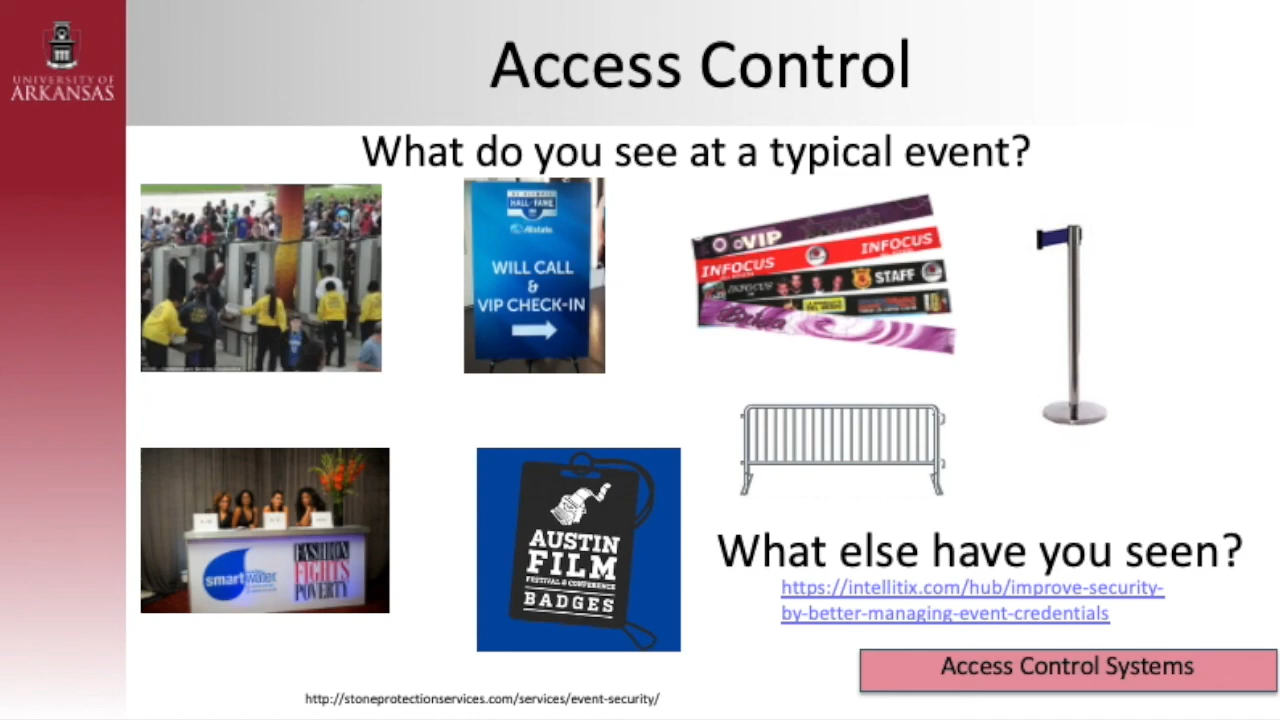 UNIVERSITY OF
ARKANSAS
Access Control
What do you see at a typical event?
HALL OF FAME
Allstate
WILL CALL
&
VIP CHECK-IN
VIP
INFOCUS INFOCUS
INFOCUS STAFF
smartwater
FASHION
FIGHTS
POVERTY
AUSTIN
FILM
FESTIVAL & CONFERENCE
BADGES
What else have you seen?
https://intellitix.com/hub/improve-security-
by-better-managing-event-credentials
Access Control Systems
http://stoneprotectionservices.com/services/event-security/